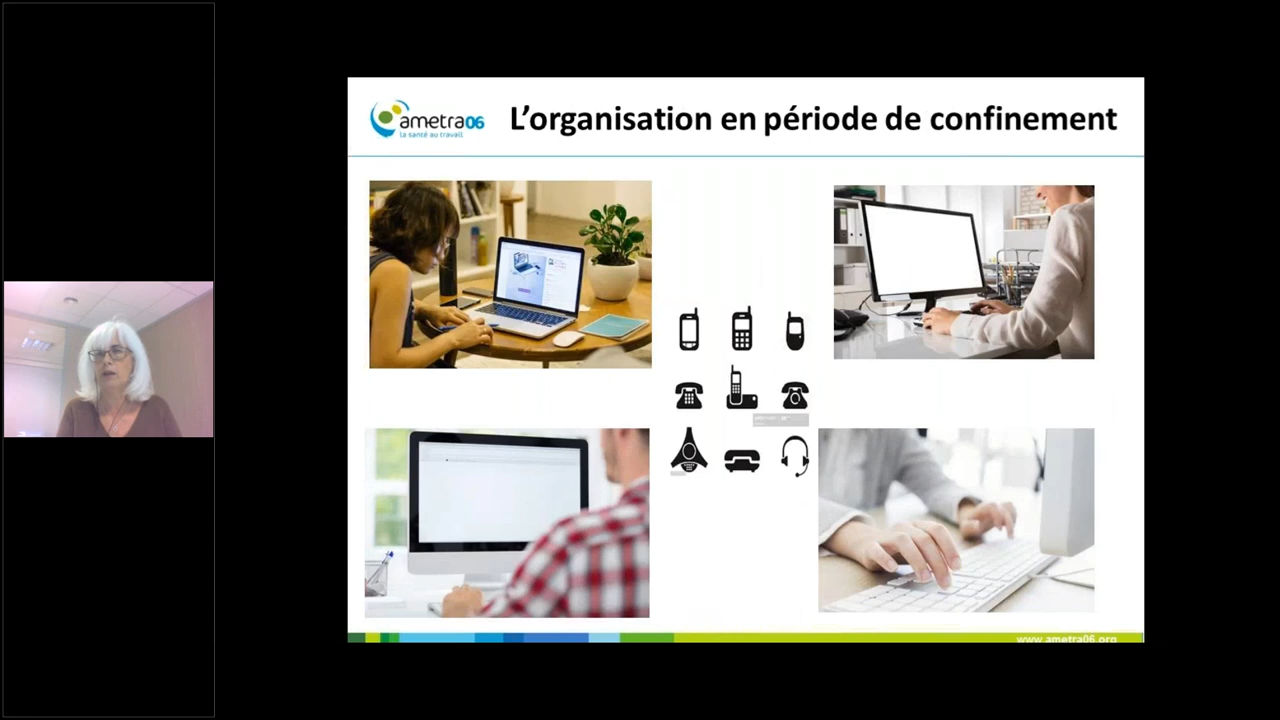 ametra06
la santé au travail
L'organisation en période de confinement
www.ametra06.org